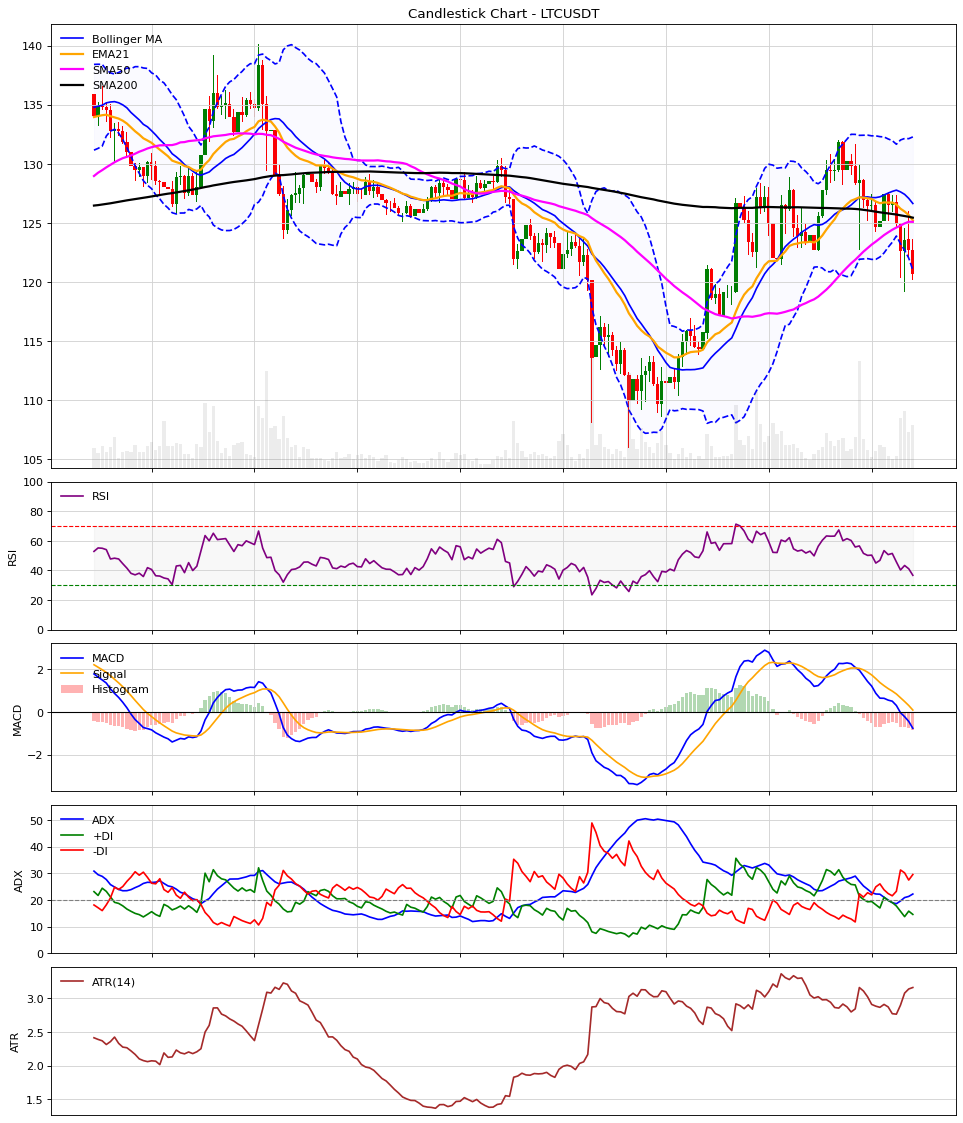 Candlestick Chart - LTCUSDT
Bollinger MA
EMA21
SMA50
SMA200
140
135
130
125
120
115
110
105
RSI
100
80
60
40
20
0
RSI
MACD
Signal
Histogram
2
0
−2
MACD
ADX
+DI
-DI
50
40
30
20
10
0
ADX
ATR(14)
3.0
2.5
2.0
1.5
ATR